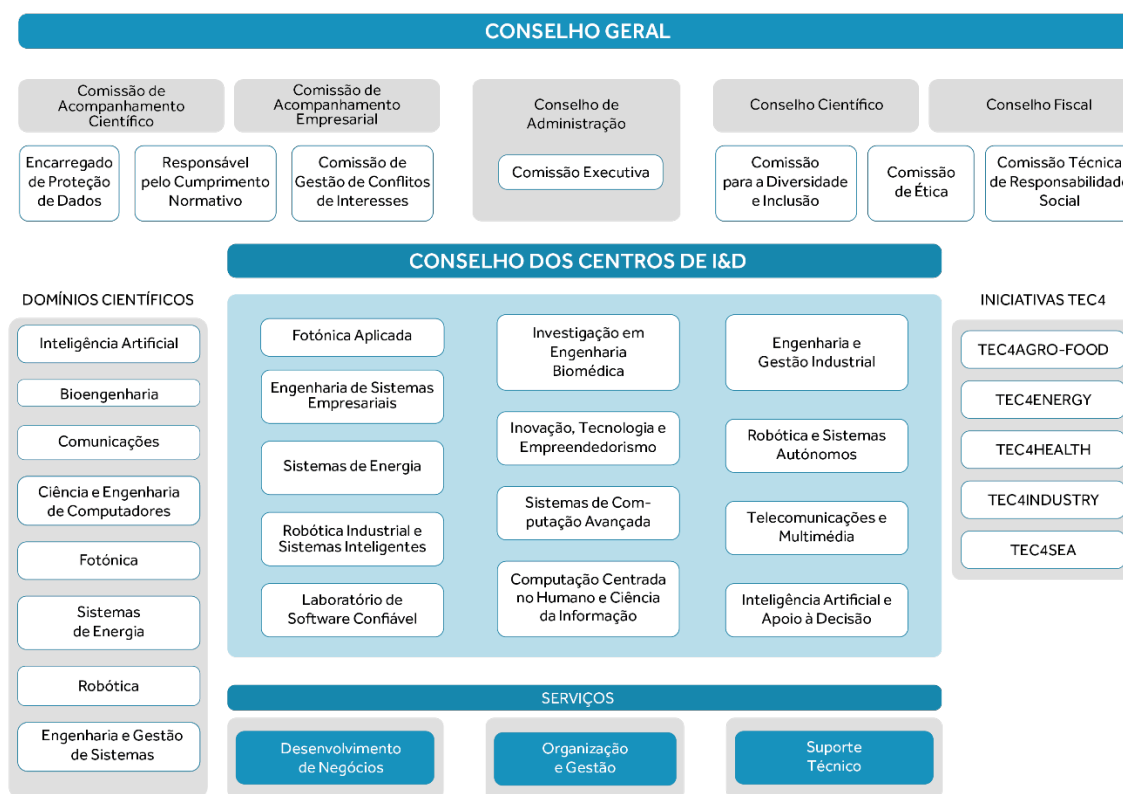 CONSELHO GERAL
Comissão de
Acompanhamento
Científico
Comissão de
Acompanhamento
Empresarial
Conselho de
Administração
Conselho Científico
Conselho Fiscal
Encarregado
de Proteção
de Dados
Responsável
pelo Cumprimento
Normativo
Comissão de
Gestão de Conflitos
de Interesses
Comissão Executiva
Comissão
para a Diversidade
e Inclusão
Comissão
de Ética
Comissão Técnica
de Responsabilidade
Social
CONSELHO DOS CENTROS DE I&D
DOMÍNIOS CIENTÍFICOS
Inteligência Artificial
Bioengenharia
Comunicações
Ciência e Engenharia
de Computadores
Fotónica
Sistemas
de Energia
Robótica
Engenharia e Gestão
de Sistemas
Fotónica Aplicada
Engenharia de Sistemas
Empresariais
Sistemas de Energia
Robótica Industrial e
Sistemas Inteligentes
Laboratório de
Software Confiável
Investigação em
Engenharia
Biomédica
Inovação, Tecnologia e
Empreendedorismo
Sistemas de Com-
putação Avançada
Computação Centrada
no Humano e Ciência
da Informação
Engenharia e
Gestão Industrial
Robótica e Sistemas
Autónomos
Telecomunicações e
Multimédia
Inteligência Artificial e
Apoio à Decisão
INICIATIVAS TEC4
TEC4AGRO-FOOD
TEC4ENERGY
TEC4HEALTH
TEC4INDUSTRY
TEC4SEA
SERVIÇOS
Desenvolvimento
de Negócios
Organização
e Gestão
Suporte
Técnico